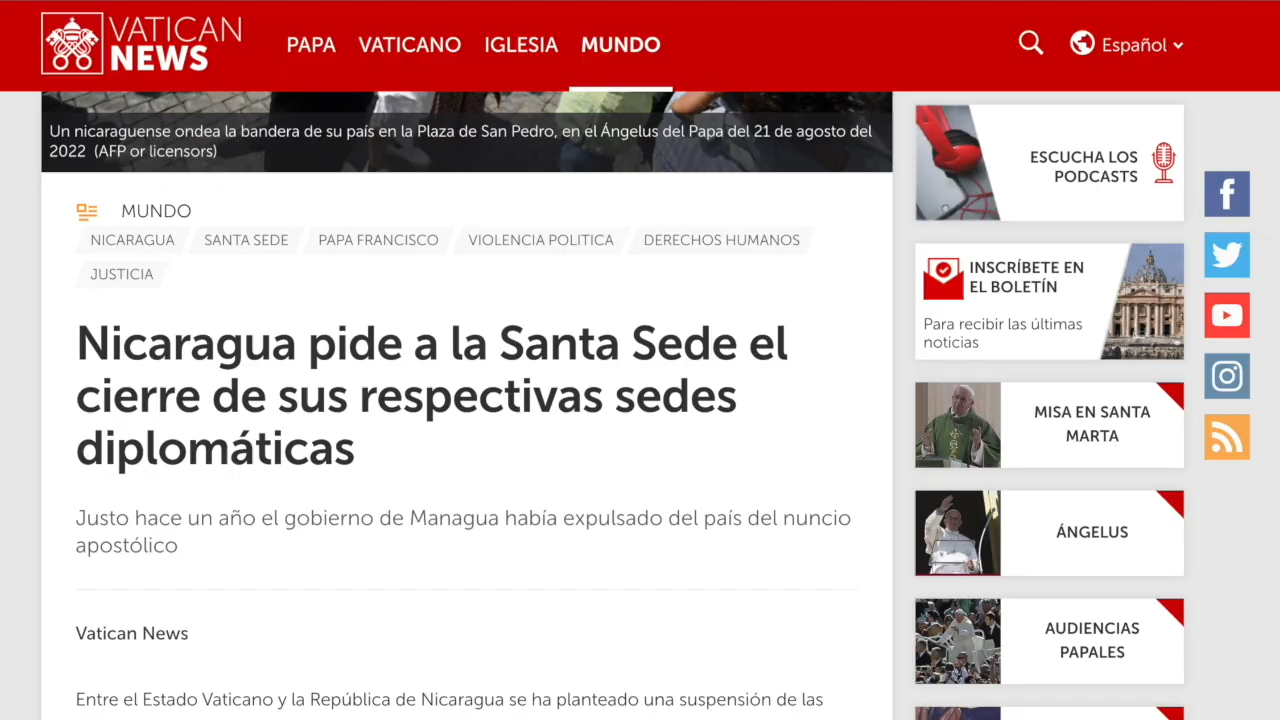 VATICAN
NEWS
PAPA VATICANO IGLESIA MUNDO
Español
Un nicaraguense ondea la bandera de su país en la Plaza de San Pedro, en el Ángelus del Papa del 21 de agosto del
2022 (AFP or licensors)
MUNDO
NICARAGUA SANTA SEDE PAPA FRANCISCO VIOLENCIA POLITICA DERECHOS HUMANOS
JUSTICIA
Nicaragua pide a la Santa Sede el
cierre de sus respectivas sedes
diplomáticas
Justo hace un año el gobierno de Managua había expulsado del país del nuncio
apostólico
Vatican News
Entre el Estado Vaticano y la República de Nicaragua se ha planteado una suspensión de las
ESCUCHA LOS
PODCASTS
INSCRÍBETE EN
EL BOLETÍN
Para recibir las últimas
noticias
MISA EN SANTA
MARTA
ÁNGELUS
AUDIENCIAS
PAPALES